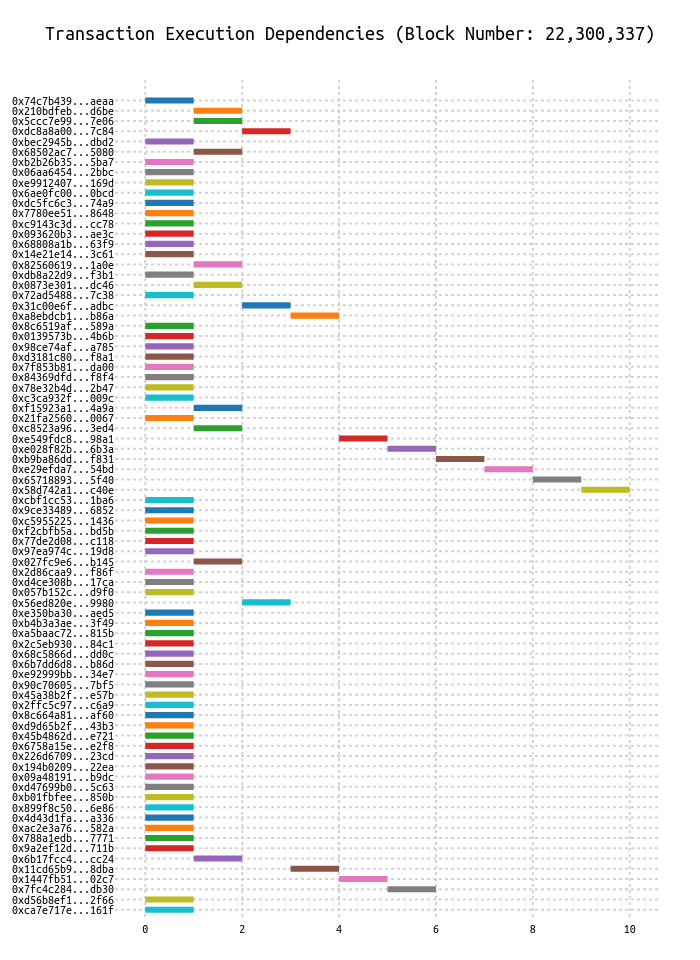 Transaction Execution Dependencies (Block Number: 22,300,337)
0x74c7b439...aeaa
0x210bdfeb...d6be
0x5ccc7e99...7e06
0xdc8a8a00...7c84
0xbec2945b...dbd2
0x68502ac7...5080
0xb2b26b35...5ba7
0x06aa6454...2bbc
0xe9912407...169d
0x6ae0fc00...0bcd
0xdc5fc6c3...74a9
0x7780ee51...8648
0xc9143c3d...cc78
0x093620b3...ae3c
0x68808a1b...63f9
0x14e21e14...3c61
0x82560619...1a0e
0xdb8a22d9...f3b1
0x0873e301...dc46
0x72ad5488...7c38
0x31c00e6f...adbc
0xa8ebdcb1...b86a
0x8c6519af...589a
0x0139573b...4b6b
0x98ce74af...a785
0xd3181c80...f8a1
0x7f853b81...da00
0x84369dfd...f8f4
0x78e32b4d...2b47
0xc3ca932f...009c
0xf15923a1...4a9a
0x21fa2560...0067
0xc8523a96...3ed4
0xe549fdc8...98a1
0xe028f82b...6b3a
0xb9ba86dd...f831
0xe29efda7...54bd
0x65718893...5f40
0x58d742a1...c40e
0xcbf1cc53...1ba6
0x9ce33489...6852
0xc5955225...1436
0xf2cbfb5a...bd5b
0x77de2d08...c118
0x97ea974c...19d8
0x027fc9e6...b145
0x2d86caa9...f86f
0xd4ce308b...17ca
0x057b152c...d9f0
0x56ed820e...9980
0xe350ba30...aed5
0xb4b3a3ae...3f49
0xa5baac72...815b
0x2c5eb930...84c1
0x68c5866d...dd0c
0x6b7dd6d8...b86d
0xe92999bb...34e7
0x90c70605...7bf5
0x45a38b2f...e57b
0x2ffc5c97...c6a9
0x8c664a81...af60
0xd9d65b2f...43b3
0x45b4862d...e721
0x6758a15e...e2f8
0x226d6709...23cd
0x194b0209...22ea
0x09a48191...b9dc
0xd47699b0...5c63
0xb01fbfee...850b
0x899f8c50...6e86
0x4d43d1fa...a336
0xac2e3a76...582a
0x788a1edb...7771
0x9a2ef12d...711b
0x6b17fcc4...cc24
0x11cd65b9...8dba
0x1447fb51...02c7
0x7fc4c284...db30
0xd56b8ef1...2f66
0xca7e717e...161f
0 2 4 6 8 10